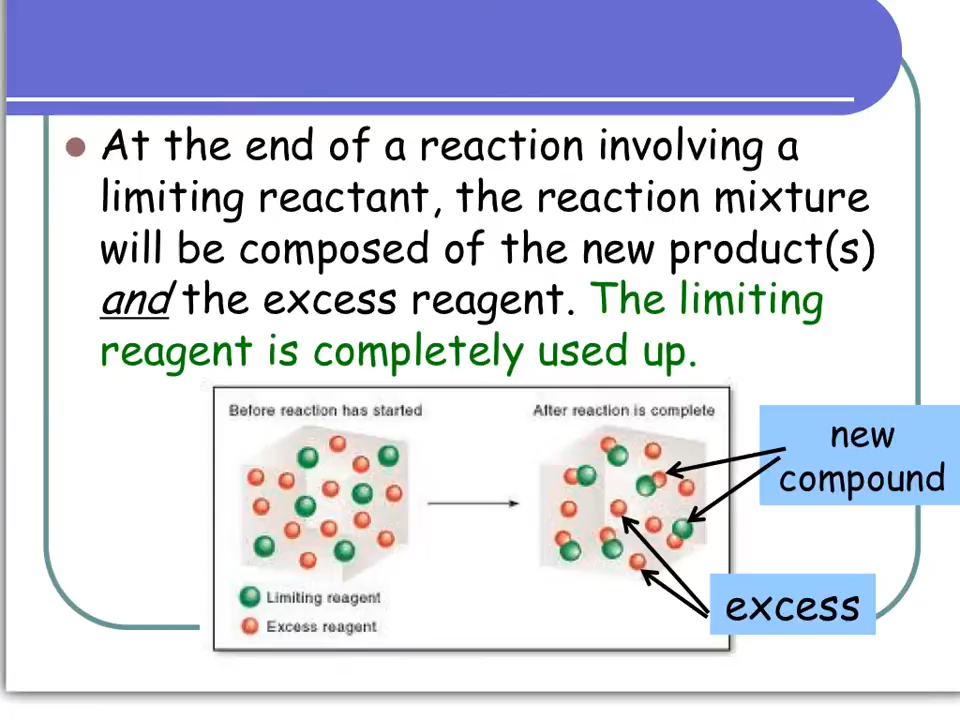 At the end of a reaction involving a
limiting reactant, the reaction mixture
will be composed of the new product(s)
and the excess reagent. The limiting
reagent is completely used up.
Before reaction has started
After reaction is complete
new
compound
Limiting reagent
Excess reagent
excess